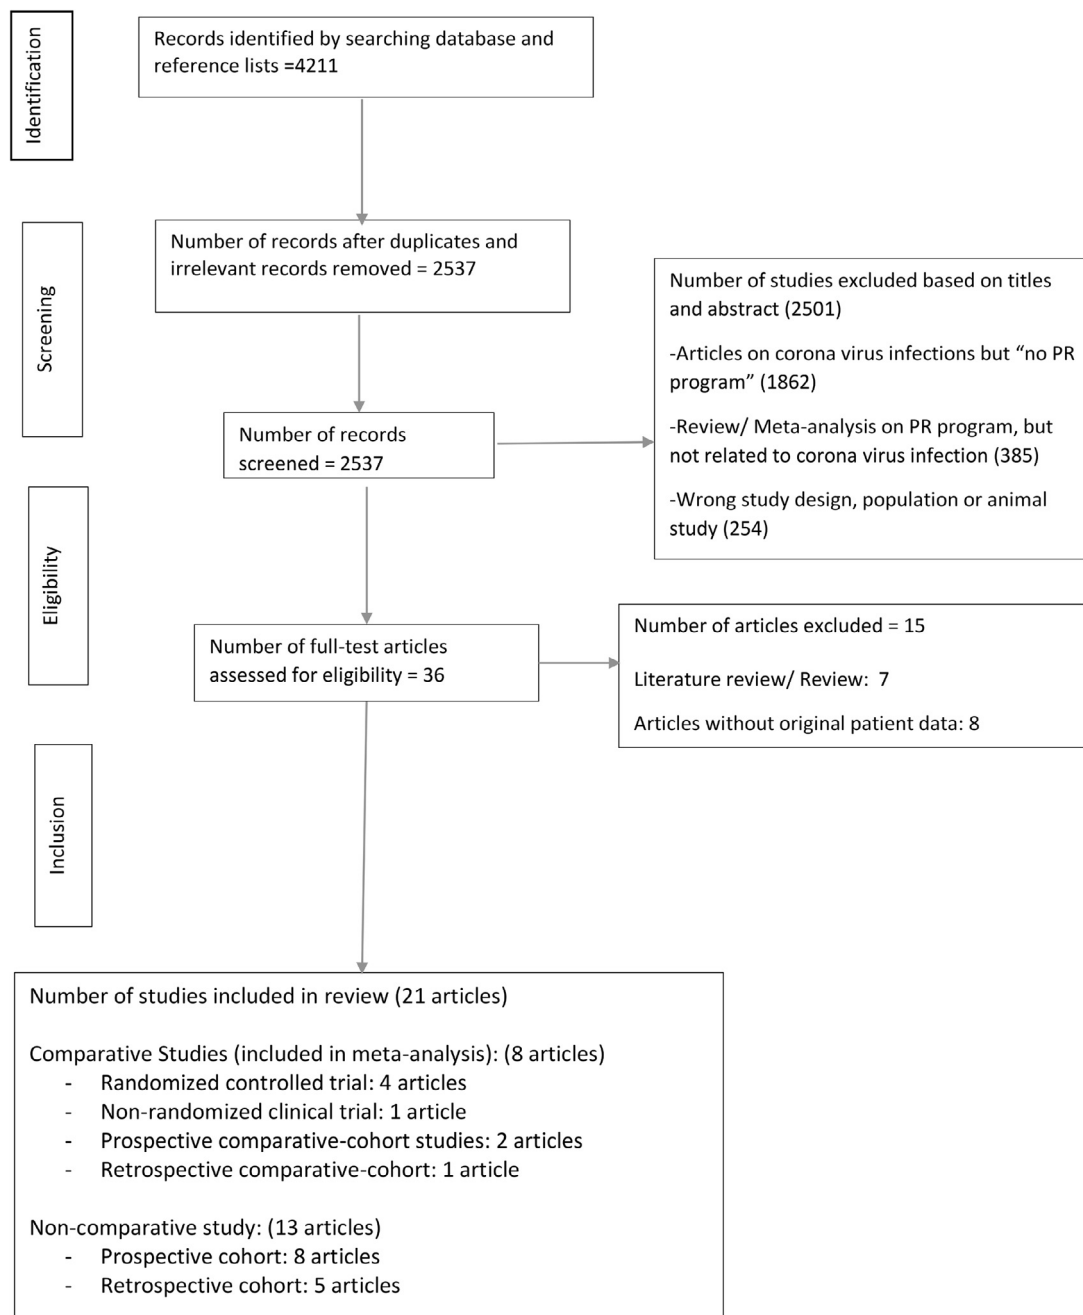 Identification
Records identified by searching database and
reference lists =4211
Screening
Number of records after duplicates and
irrelevant records removed = 2537
Number of studies excluded based on titles
and abstract (2501)
-Articles on corona virus infections but “no PR
program” (1862)
-Review/ Meta-analysis on PR program, but
not related to corona virus infection (385)
-Wrong study design, population or animal
study (254)
Number of records
screened = 2537
Eligibility
Number of full-test articles
assessed for eligibility = 36
Number of articles excluded = 15
Literature review/ Review: 7
Articles without original patient data: 8
Inclusion
Number of studies included in review (21 articles)
Comparative Studies (included in meta-analysis): (8 articles)
- Randomized controlled trial: 4 articles
- Non-randomized clinical trial: 1 article
- Prospective comparative-cohort studies: 2 articles
- Retrospective comparative-cohort: 1 article
Non-comparative study: (13 articles)
- Prospective cohort: 8 articles
- Retrospective cohort: 5 articles